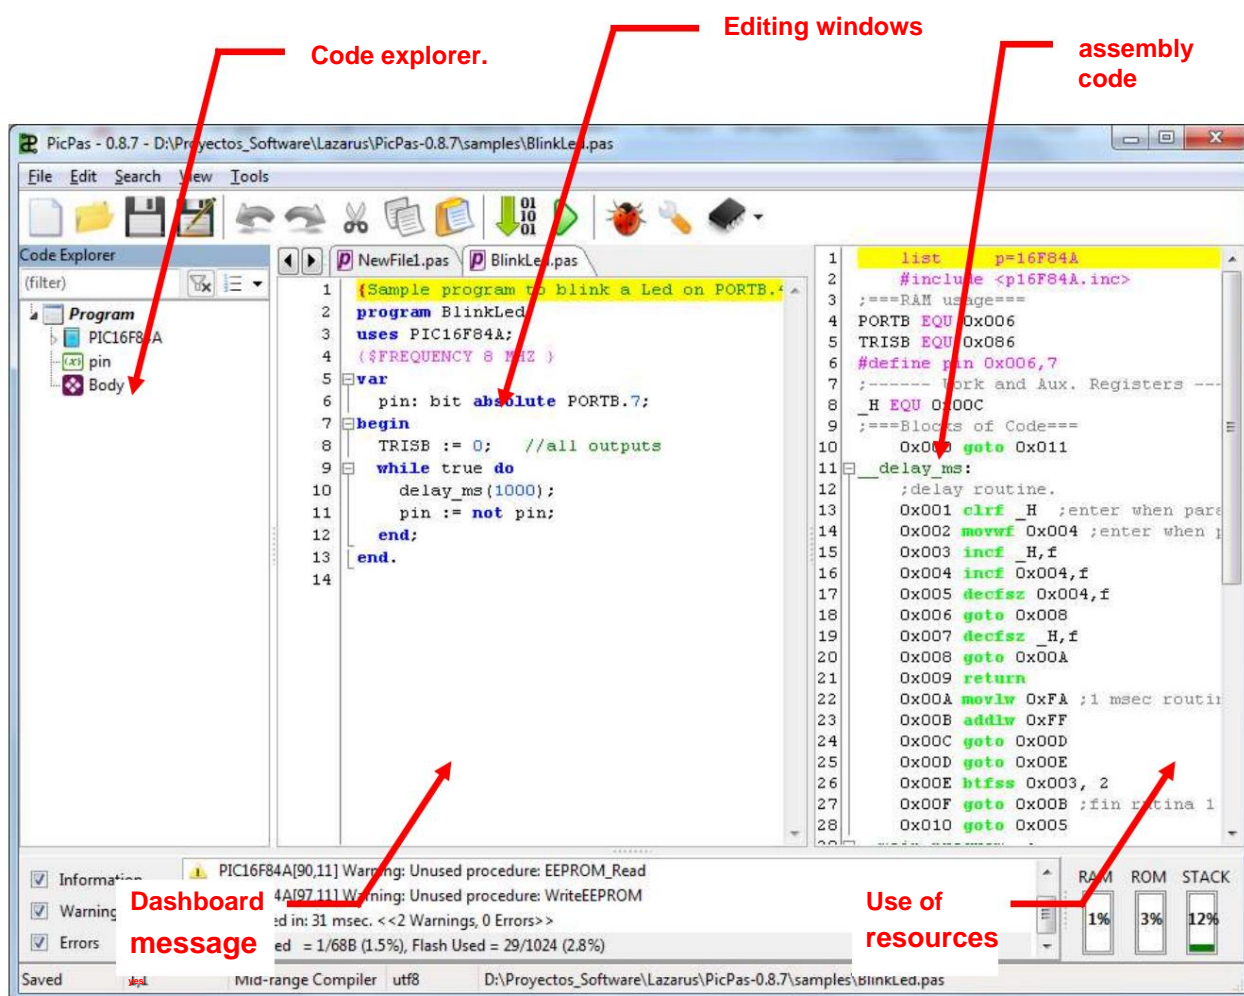 Editing windows
Code explorer.
assembly
code
PicPas - 0.8.7 - D:\Proyectos_Software\Lazarus\PicPas-0.8.7\samples\BlinkLed.pas
File Edit Search View Tools
01
10
01
Code Explorer
(filter)
Program
PIC16F84A
(x) pin
Body
NewFile1.pas BlinkLed.pas
1 {Sample program to blink a Led on PORTB.
2 program BlinkLed
3 uses PIC16F84A;
4 {$FREQUENCY 8 MHZ }
5 var
6 pin: bit absolute PORTB.7;
7 begin
8 TRISB := 0; //all outputs
9 while true do
10 delay_ms(1000);
11 pin := not pin;
12 end;
13 end.
14
1 list p=16F84A
2 #include <p16F84A.inc>
3 ;===RAM usage===
4 PORTB EQU 0x006
5 TRISB EQU 0x086
6 #define pin 0x006,7
7 ;------ Work and Aux. Registers ---
8 _H EQU 0x00C
9 ;===Blocks of Code===
10 0x000 goto 0x011
11 __delay_ms:
12 ;delay routine.
13 0x001 clrf _H ;enter when para
14 0x002 movwf 0x004 ;enter when p
15 0x003 incf _H,f
16 0x004 incf 0x004,f
17 0x005 decfsz 0x004,f
18 0x006 goto 0x008
19 0x007 decfsz _H,f
20 0x008 goto 0x00A
21 0x009 return
22 0x00A movlw 0xFA ;1 msec routin
23 0x00B addlw 0xFF
24 0x00C goto 0x00D
25 0x00D goto 0x00E
26 0x00E btfss 0x003, 2
27 0x00F goto 0x00B ;fin rutina 1
28 0x010 goto 0x005
Information
Warning
Errors
PIC16F84A[90,11] Warning: Unused procedure: EEPROM_Read
4A[97,11] Warning: Unused procedure: WriteEEPROM
ed in: 31 msec. <<2 Warnings, 0 Errors>>
ed = 1/68B (1.5%), Flash Used = 29/1024 (2.8%)
Dashboard
message
Use of
resources
RAM ROM STACK
1% 3% 12%
Saved Mid-range Compiler utf8 D:\Proyectos_Software\Lazarus\PicPas-0.8.7\samples\BlinkLed.pas